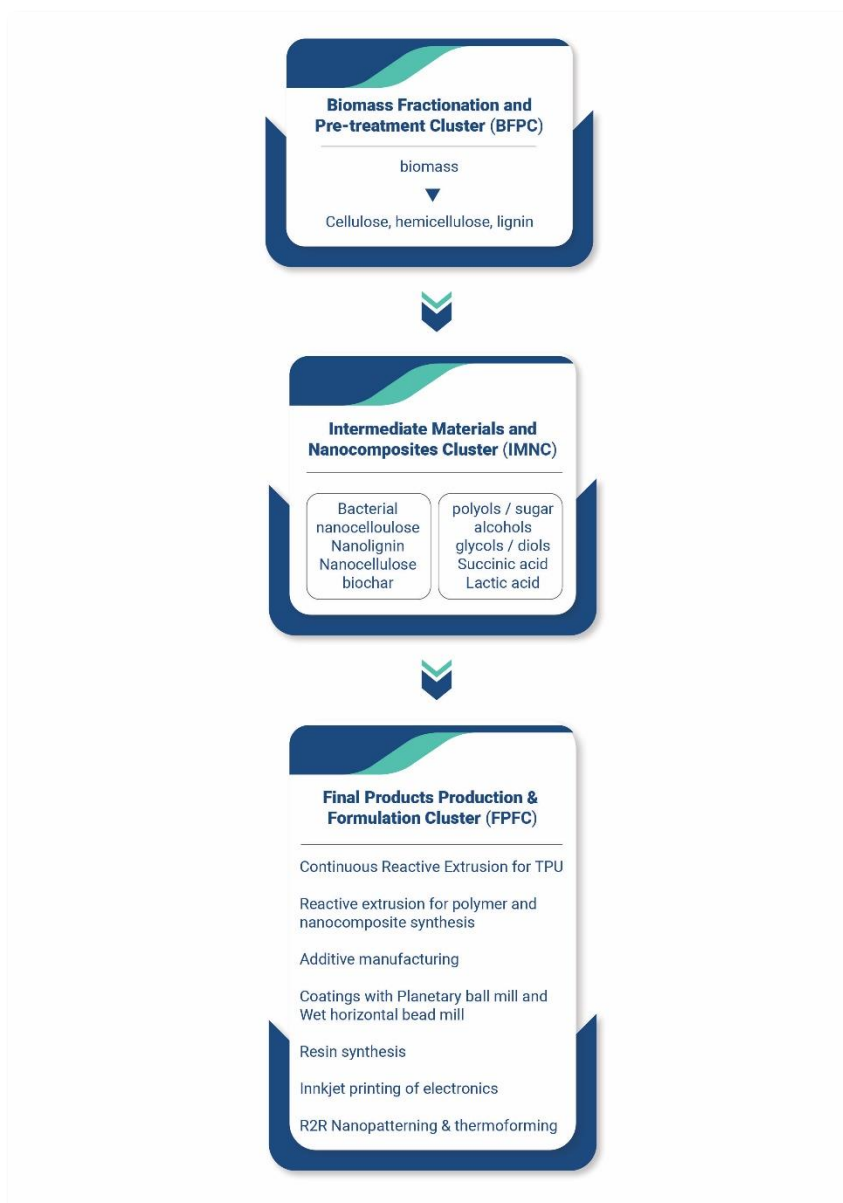 Biomass Fractionation and
Pre-treatment Cluster (BFPC)
biomass
Cellulose, hemicellulose, lignin
Intermediate Materials and
Nanocomposites Cluster (IMNC)
Bacterial
nanocelloulose
Nanolignin
Nanocellulose
biochar
polyols / sugar
alcohols
glycols / diols
Succinic acid
Lactic acid
Final Products Production &
Formulation Cluster (FPFC)
Continuous Reactive Extrusion for TPU
Reactive extrusion for polymer and
nanocomposite synthesis
Additive manufacturing
Coatings with Planetary ball mill and
Wet horizontal bead mill
Resin synthesis
Innkjet printing of electronics
R2R Nanopatterning & thermoforming